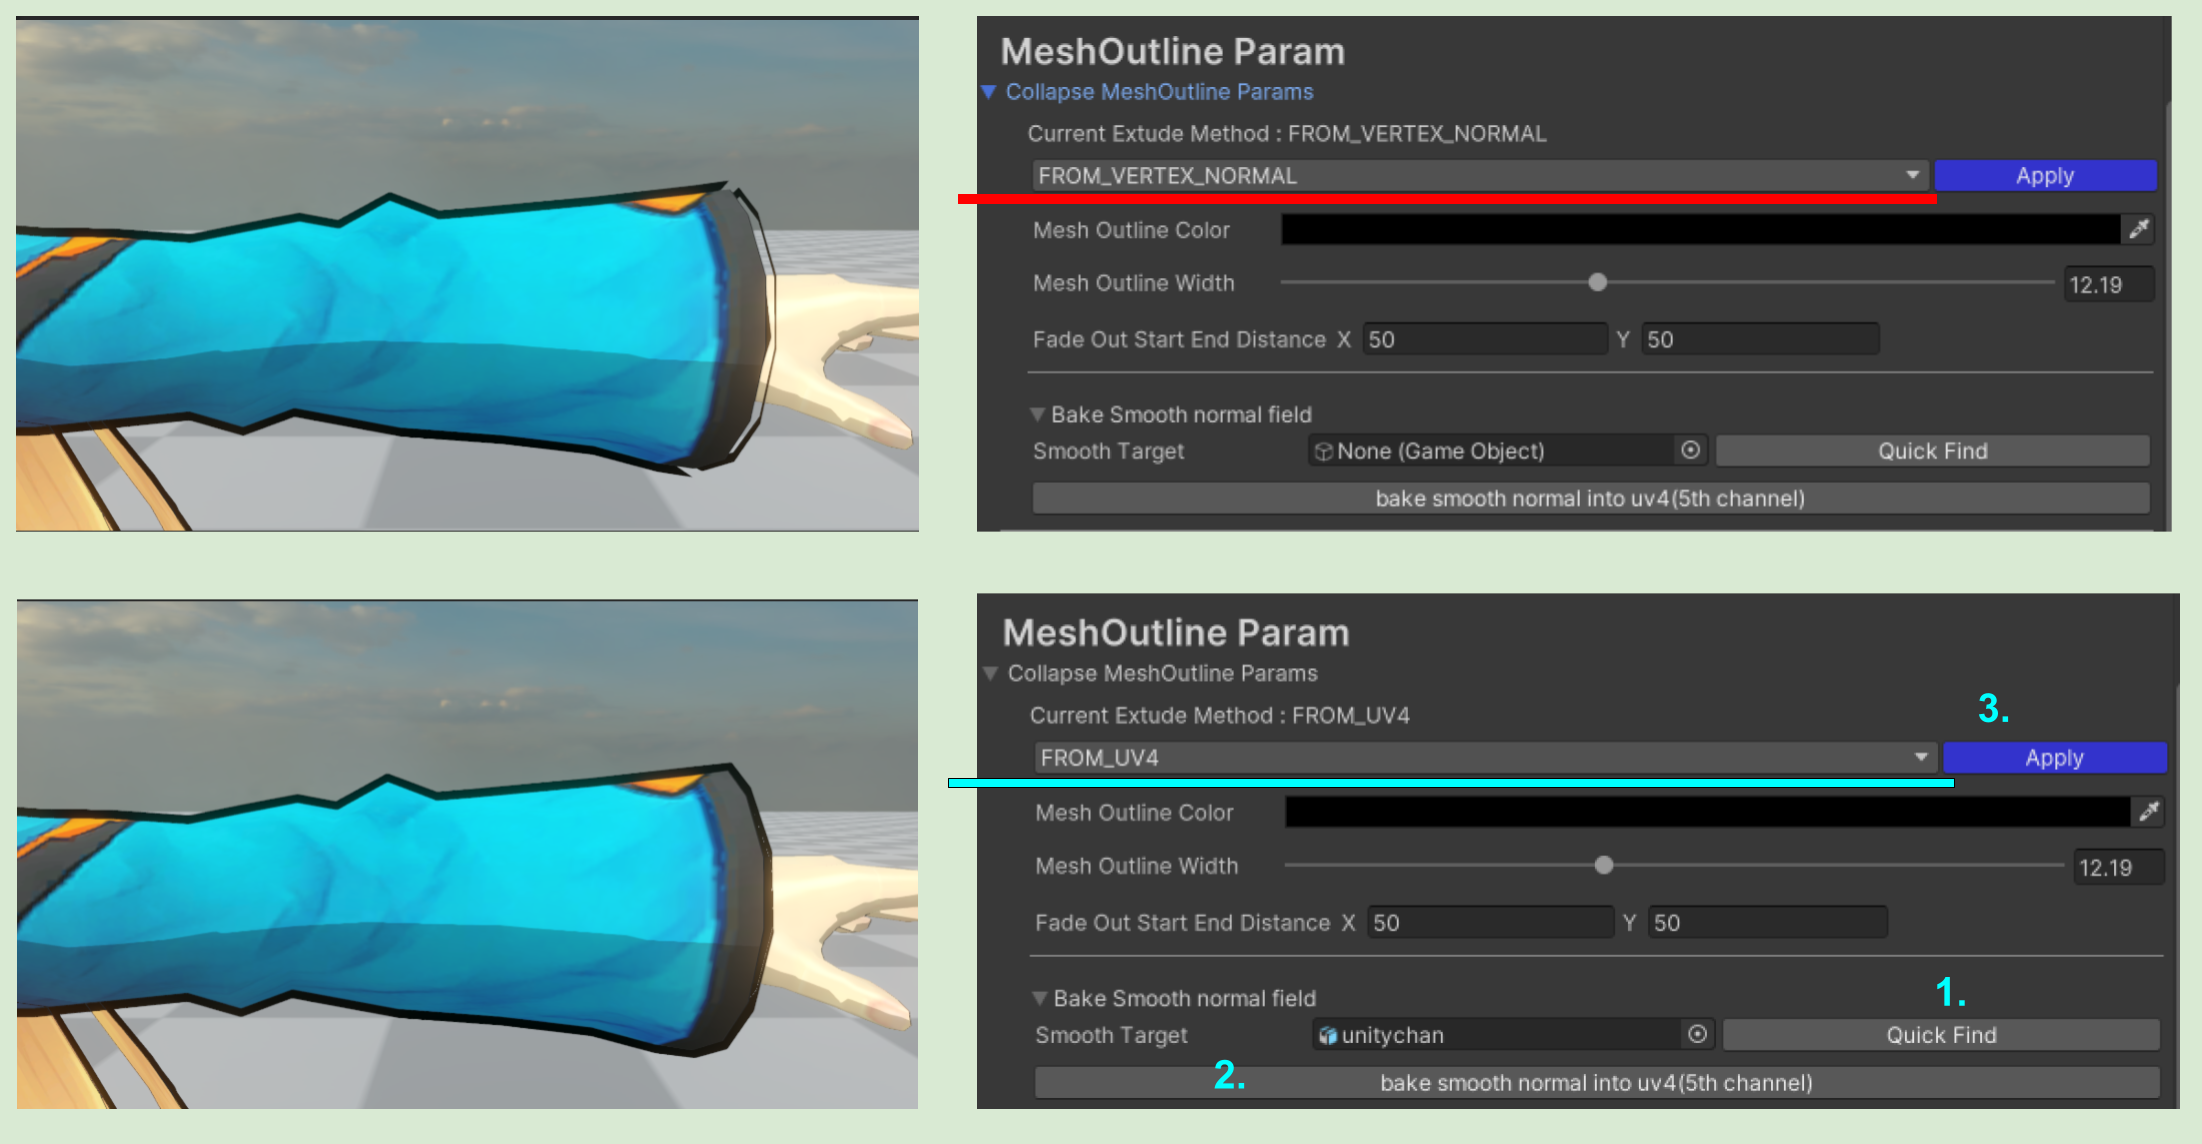 MeshOutline Param
Collapse MeshOutline Params
Current Extude Method : FROM_VERTEX_NORMAL
FROM_VERTEX_NORMAL Apply
Mesh Outline Color
Mesh Outline Width 12.19
Fade Out Start End Distance X 50 Y 50
Bake Smooth normal field
Smooth Target None (Game Object) Quick Find
bake smooth normal into uv4(5th channel)
MeshOutline Param
Collapse MeshOutline Params
Current Extude Method : FROM_UV4
3.
FROM_UV4 Apply
Mesh Outline Color
Mesh Outline Width 12.19
Fade Out Start End Distance X 50 Y 50
1.
Bake Smooth normal field
Smooth Target unitychan Quick Find
2.
bake smooth normal into uv4(5th channel)